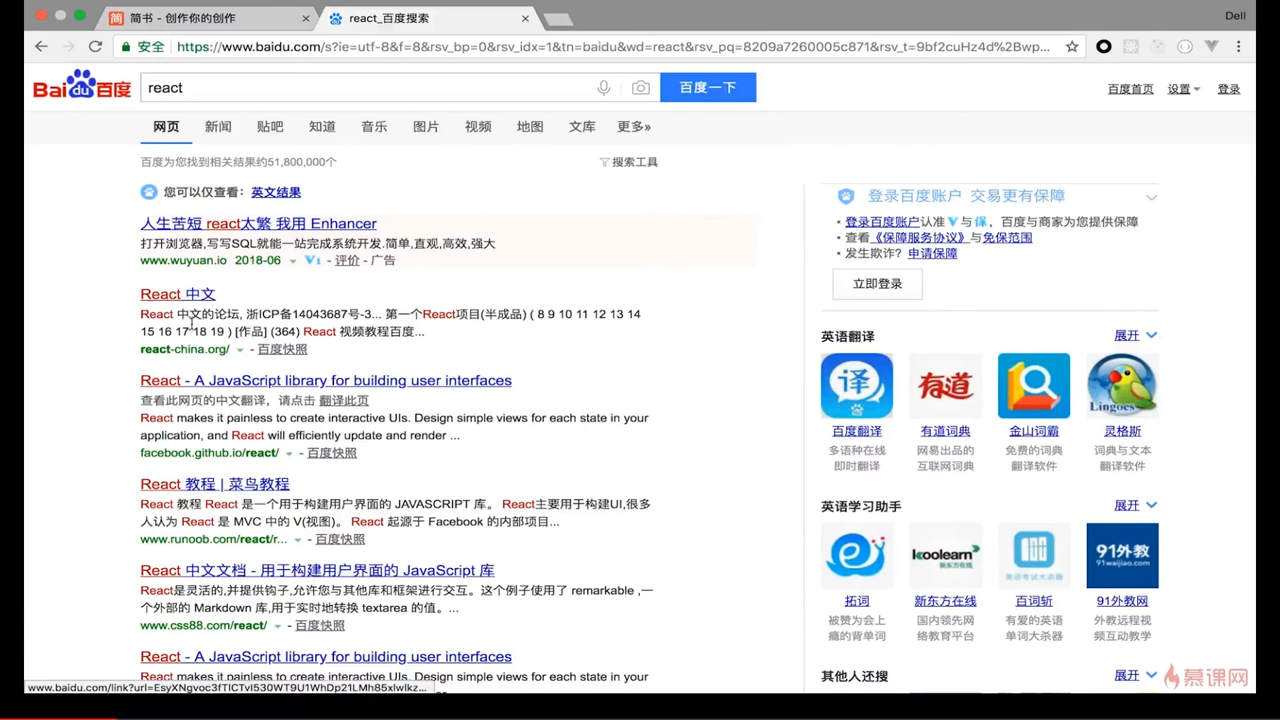 简书 - 创作你的创作
react_百度搜索
Dell
安全 https://www.baidu.com/s?ie=utf-8&f=8&rsv_bp=0&rsv_idx=1&tn=baidu&wd=react&rsv_pq=8209a7260005c871&rsv_t=9bf2cuHz4d%2Bwp...
Bai du 百度
react
百度一下
百度首页 设置 登录
网页 新闻 贴吧 知道 音乐 图片 视频 地图 文库 更多»
百度为您找到相关结果约51,800,000个
搜索工具
您可以仅查看：英文结果
人生苦短 react太繁 我用 Enhancer
打开浏览器,写写SQL就能一站完成系统开发.简单,直观,高效,强大
www.wuyuan.io 2018-06 V1 - 评价 - 广告
React 中文
React 中文的论坛, 浙ICP备14043687号-3... 第一个React项目(半成品) ( 8 9 10 11 12 13 14
15 16 17 18 19 ) [作品] (364) React 视频教程百度...
react-china.org/ - 百度快照
React - A JavaScript library for building user interfaces
查看此网页的中文翻译，请点击 翻译此页
React makes it painless to create interactive UIs. Design simple views for each state in your
application, and React will efficiently update and render ...
facebook.github.io/react/ - 百度快照
React 教程 | 菜鸟教程
React 教程 React 是一个用于构建用户界面的 JAVASCRIPT 库。 React主要用于构建UI,很多
人认为 React 是 MVC 中的 V(视图)。 React 起源于 Facebook 的内部项目...
www.runoob.com/react/r... - 百度快照
React 中文文档 - 用于构建用户界面的 JavaScript 库
React是灵活的,并提供钩子,允许您与其他库和框架进行交互。这个例子使用了 remarkable ,一
个外部的 Markdown 库,用于实时地转换 textarea 的值。...
www.css88.com/react/ - 百度快照
React - A JavaScript library for building user interfaces
React makes it painless to create interactive UIs. Design simple views for each state in your
登录百度账户 交易更有保障
• 登录百度账户认准V与保，百度与商家为您提供保障
• 查看《保障服务协议》与免保范围
• 发生欺诈？申请保障
立即登录
英语翻译 展开
译
有道
Lingoes
百度翻译 有道词典 金山词霸 灵格斯
多语种在线 网易出品的 免费的词典 词典与文本
即时翻译 互联网词典 翻译软件 翻译软件
英语学习助手 展开
koolearn
新东方在线
91外教
91waijiao.com
拓词 新东方在线 百词斩 91外教网
被赞为会上 国内领先网 有爱的英语 外教远程视
瘾的背单词 络教育平台 单词大杀器 频互动教学
其他人还搜 展开
慕课网